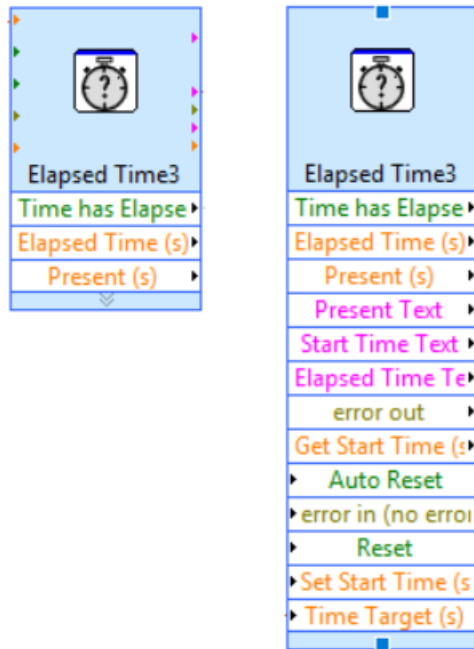 ?
Elapsed Time3
Time has Elapse
Elapsed Time (s)
Present (s)
?
Elapsed Time3
Time has Elapse
Elapsed Time (s)
Present (s)
Present Text
Start Time Text
Elapsed Time Te
error out
Get Start Time (s
Auto Reset
error in (no error
Reset
Set Start Time (s
Time Target (s)